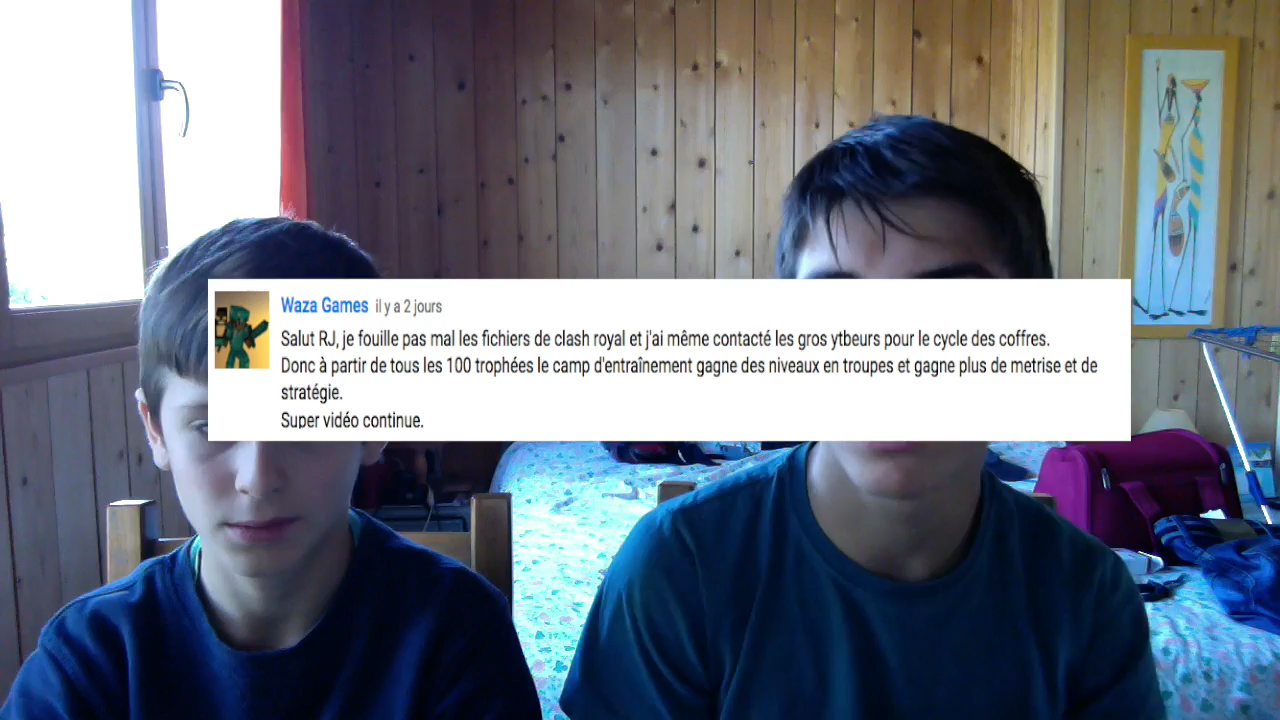 Waza Games il y a 2 jours
Salut RJ, je fouille pas mal les fichiers de clash royal et j'ai même contacté les gros ytbeurs pour le cycle des coffres.
Donc à partir de tous les 100 trophées le camp d'entraînement gagne des niveaux en troupes et gagne plus de metrise et de
stratégie.
Super vidéo continue.